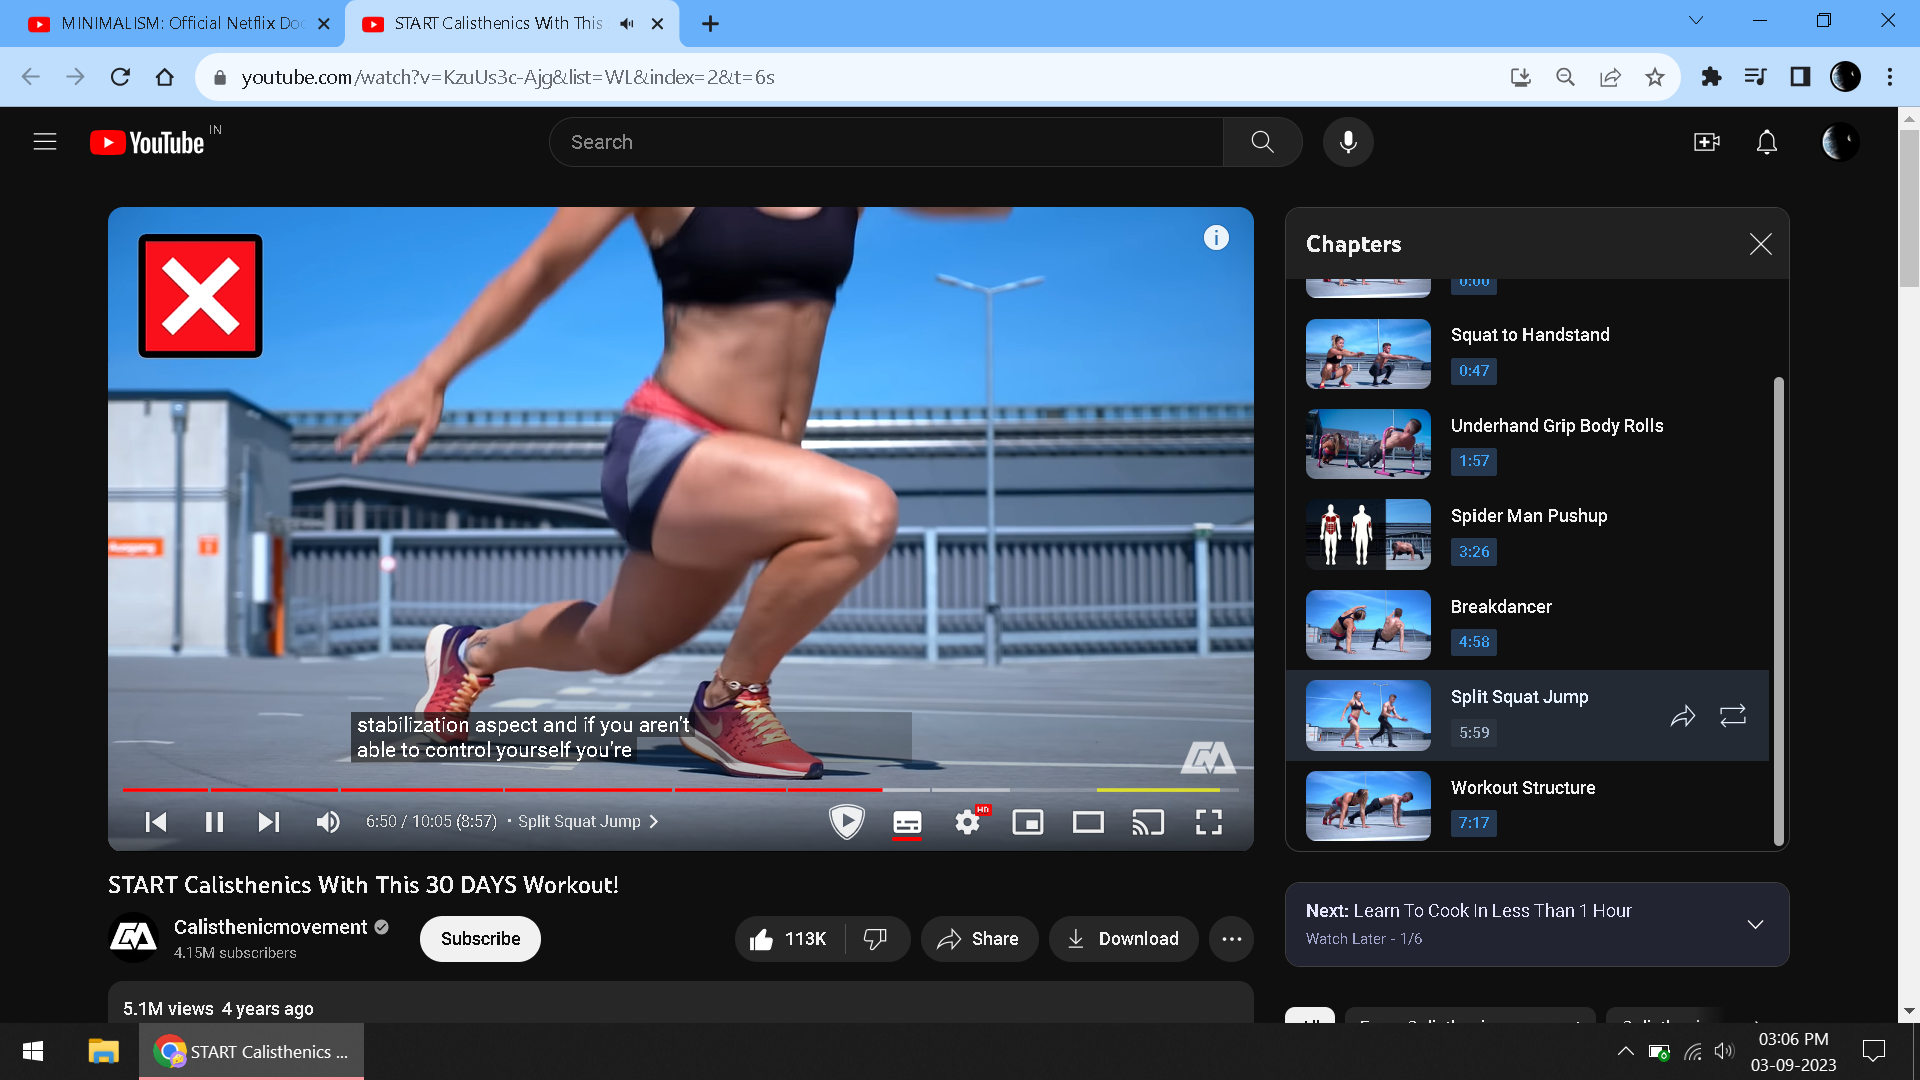 MINIMALISM: Official Netflix Do
START Calisthenics With This
youtube.com/watch?v=KzuUs3c-Ajg&list=WL&index=2&t=6s
YouTube IN
Search
Ausgang
stabilization aspect and if you aren't
able to control yourself you're
HD
6:50 / 10:05 (8:57) • Split Squat Jump
Chapters
0:00
Squat to Handstand
0:47
Underhand Grip Body Rolls
1:57
Spider Man Pushup
3:26
Breakdancer
4:58
Split Squat Jump
5:59
Workout Structure
7:17
START Calisthenics With This 30 DAYS Workout!
Calisthenicmovement
4.15M subscribers
Subscribe
113K
Share
Download
Next: Learn To Cook In Less Than 1 Hour
Watch Later - 1/6
5.1M views 4 years ago
All
START Calisthenics ...
03:06 PM
03-09-2023